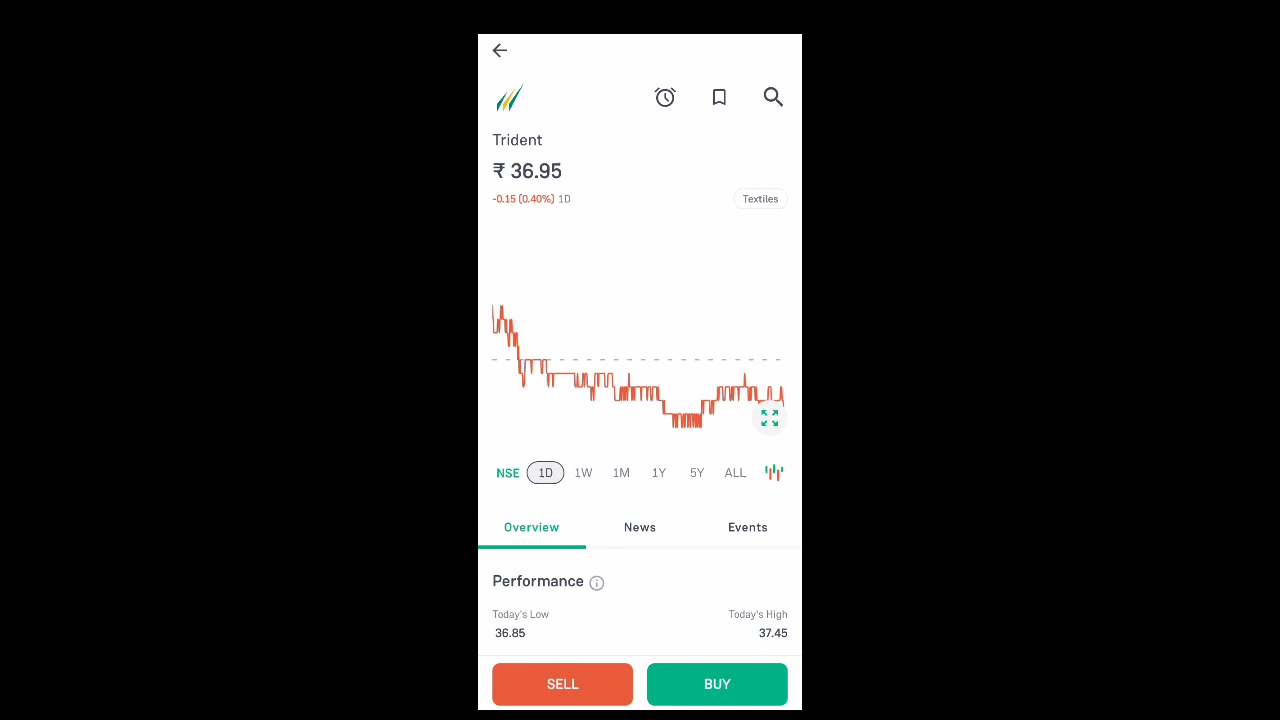 Trident
₹ 36.95
-0.15 (0.40%) 1D
Textiles
NSE 1D 1W 1M 1Y 5Y ALL
Overview News Events
Performance
Today's Low Today's High
36.85 37.45
SELL BUY